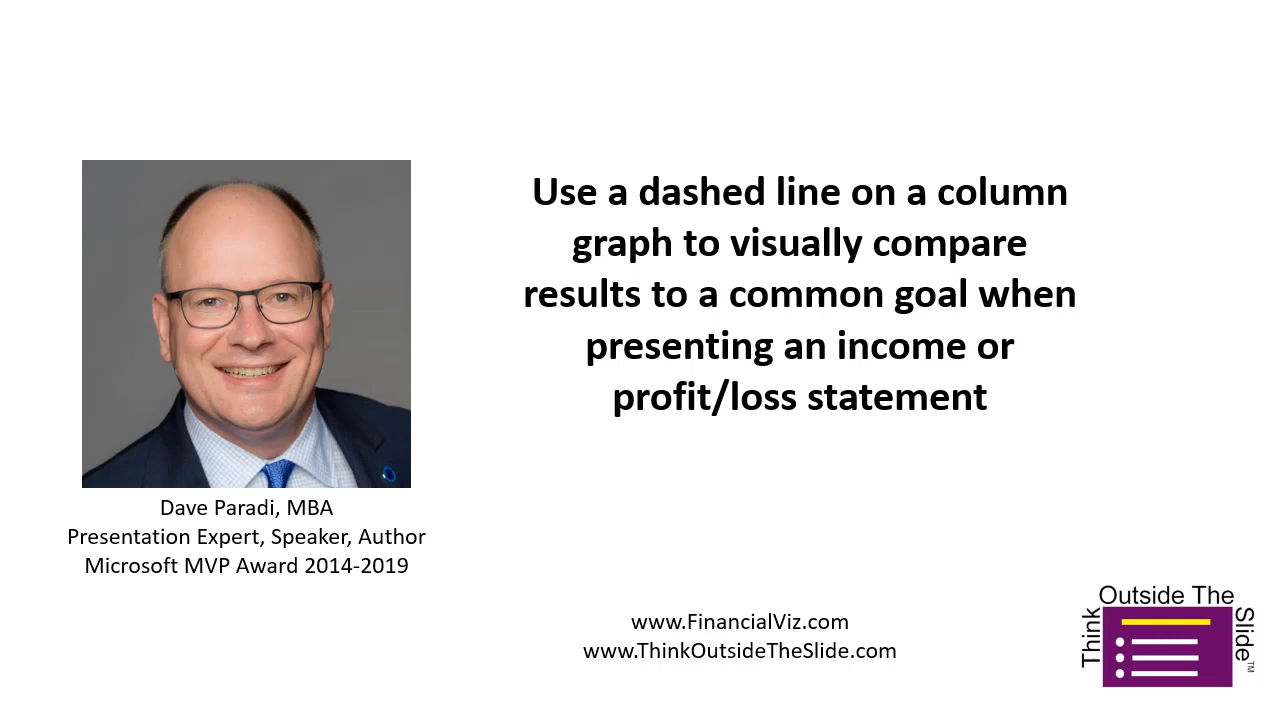 Use a dashed line on a column
graph to visually compare
results to a common goal when
presenting an income or
profit/loss statement
Dave Paradi, MBA
Presentation Expert, Speaker, Author
Microsoft MVP Award 2014-2019
www.FinancialViz.com
www.ThinkOutsideTheSlide.com
Think
Outside The
Slide™